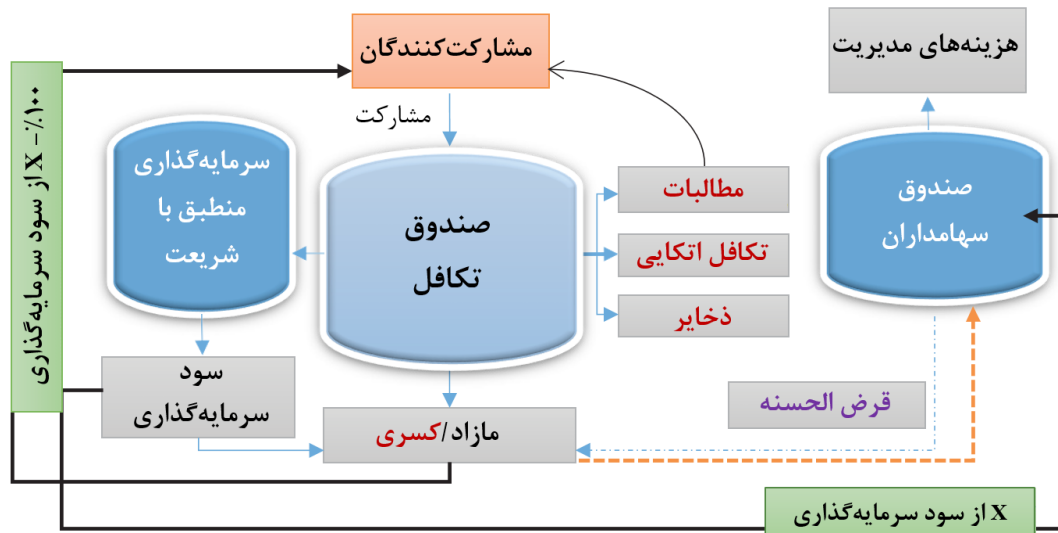 مشارکت‌کنندگان
هزینه‌های مدیریت
مشارکت
۱۰۰٪ - X از سود سرمایه‌گذاری
سرمایه‌گذاری
منطبق با
شریعت
صندوق
تکافل
مطالبات
تکافل اتکایی
ذخایر
صندوق
سهامداران
سود
سرمایه‌گذاری
مازاد/کسری
قرض الحسنه
X از سود سرمایه‌گذاری